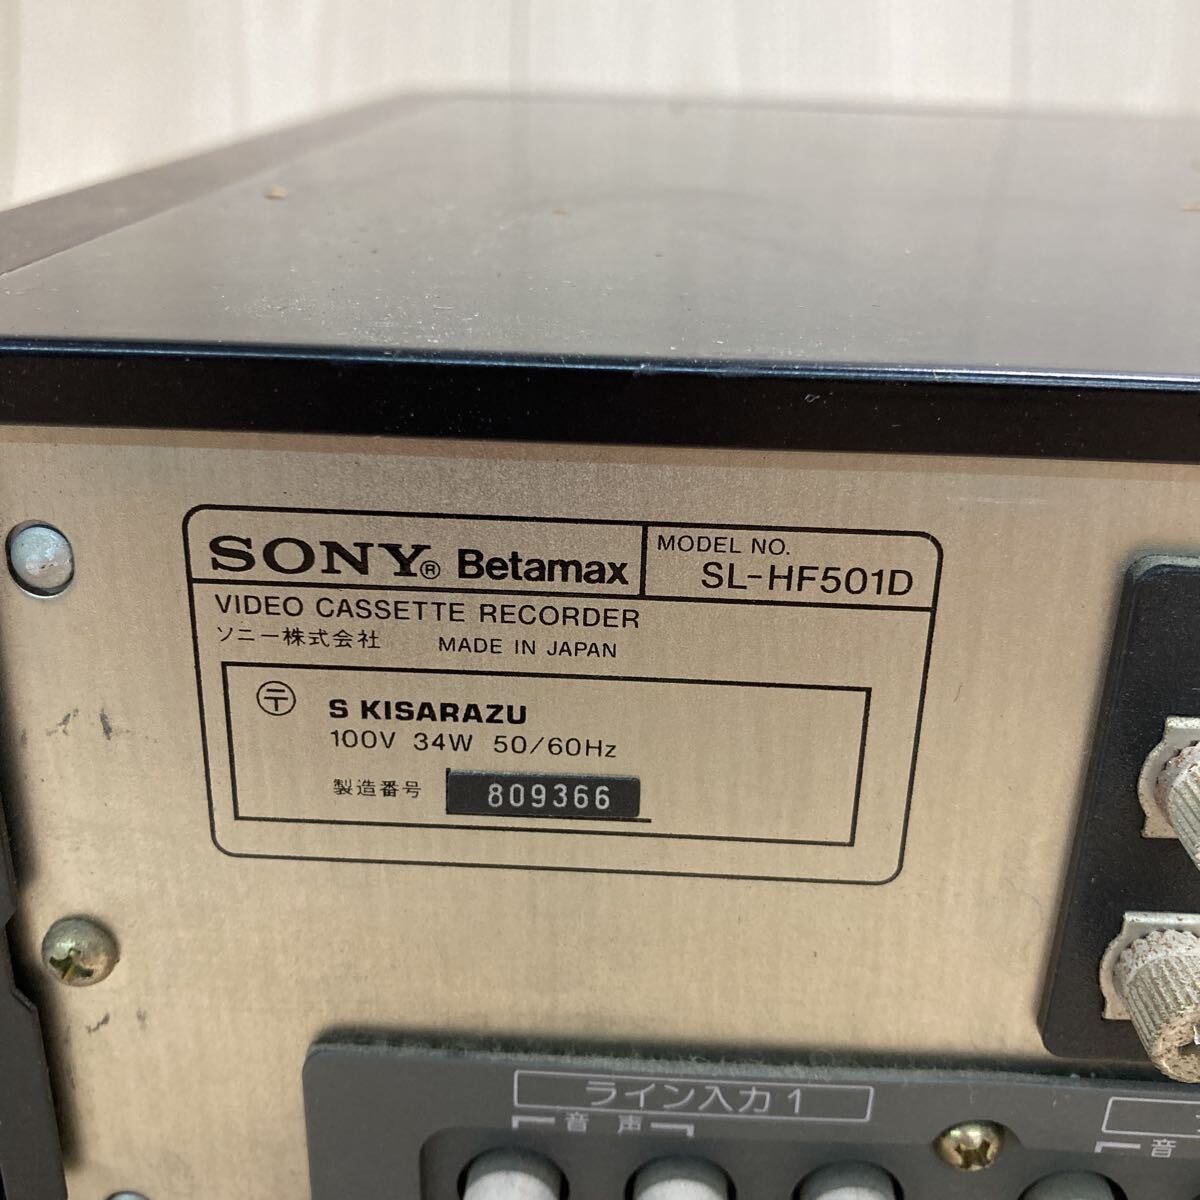 SONY® Betamax
MODEL NO.
SL-HF501D
VIDEO CASSETTE RECORDER
ソニー株式会社 MADE IN JAPAN
〒 S KISARAZU
100V 34W 50/60Hz
製造番号 809366
ライン入力1
音声
音